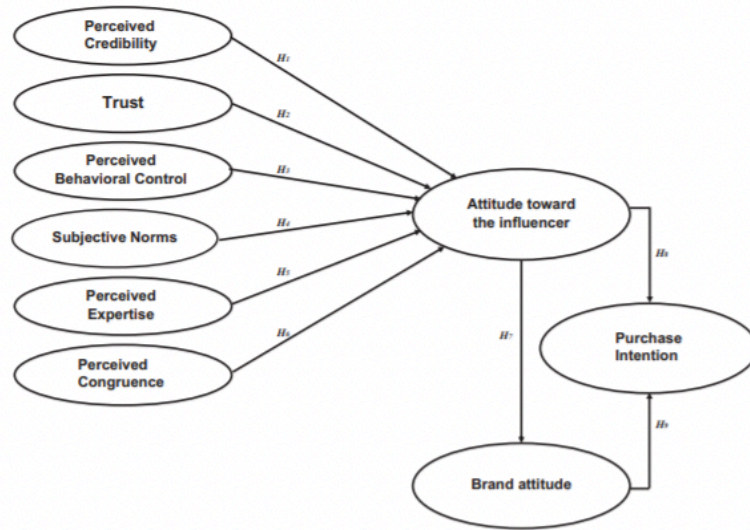 Perceived
Credibility
H1
Trust
H2
Perceived
Behavioral Control
H3
Attitude toward
the influencer
Subjective Norms
H4
H8
Perceived
Expertise
H5
Perceived
Congruence
H6
H7
Purchase
Intention
H9
Brand attitude